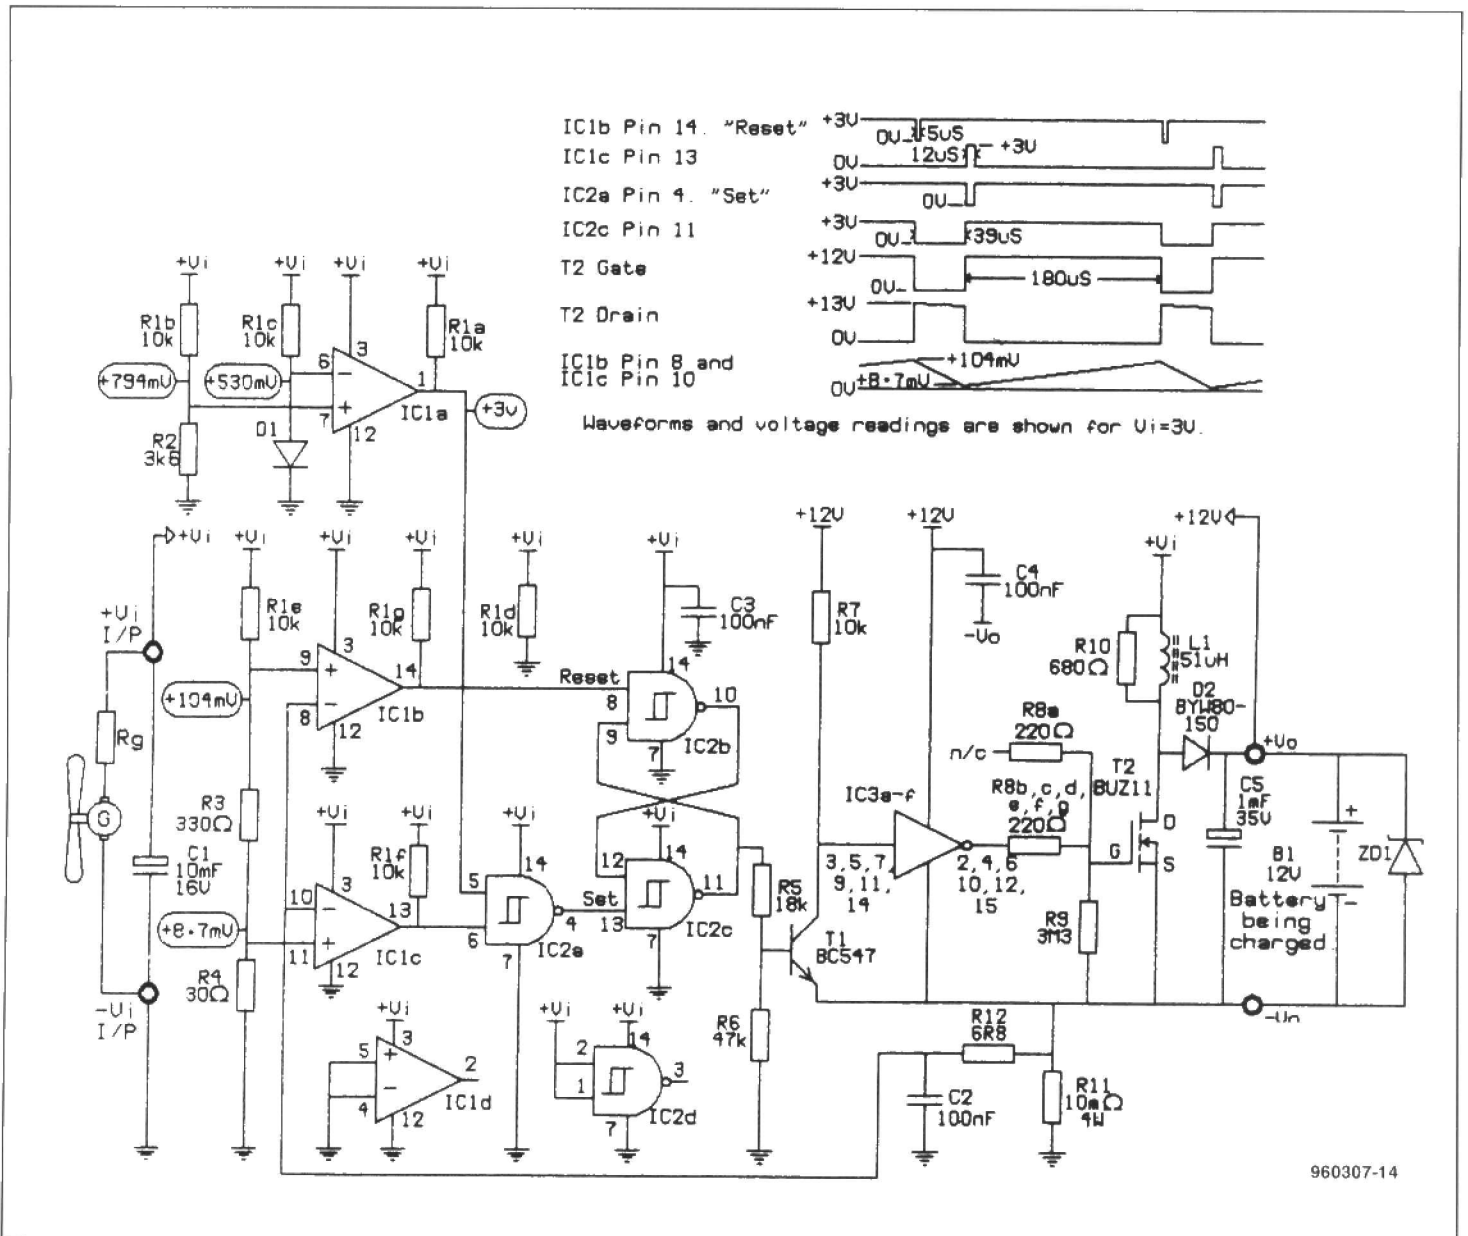 IC1b Pin 14. "Reset"
+3V
0V
5uS
IC1c Pin 13
12uS
+3V
0V
IC2a Pin 4. "Set"
+3V
0V
IC2c Pin 11
+3V
0V
39uS
T2 Gate
+12V
0V
180uS
T2 Drain
+13V
0V
IC1b Pin 8 and
IC1c Pin 10
+104mV
0V
+8.7mV
Waveforms and voltage readings are shown for Vi=3V.
+Vi
+Vi
+Vi
+Vi
R1b
10k
R1c
10k
R1a
10k
+794mV
+530mV
6
3
1
7
12
IC1a
+3v
R2
3k6
D1
+Vi
+Vi
+Vi
+Vi
+Vi
+Vi
+Vi
I/P
R1e
10k
R1g
10k
R1d
10k
C3
100nF
9
3
14
8
12
IC1b
+104mV
Reset
8
14
10
9
7
IC2b
Rg
G
R3
330Ω
C1
10mF
16V
+8.7mV
R4
30Ω
-Vi
I/P
+Vi
R1f
10k
10
3
13
11
12
IC1c
+Vi
5
14
4
6
7
IC2a
Set
+Vi
12
14
11
13
7
IC2c
+Vi
5
3
2
4
12
IC1d
+Vi
+Vi
2
14
3
1
7
IC2d
R5
18k
R6
47k
T1
BC547
+12V
R7
10k
+12V
C4
100nF
-Vo
IC3a-f
3,5,7,
9,11,
14
2,4,6
10,12,
15
n/c
R8a
220Ω
R8b,c,d,
e,f,g
220Ω
R9
3M3
+12V
+Vi
R10
680Ω
L1
51uH
D2
BYW80-
150
T2
BUZ11
D
G
S
+Vo
C5
1mF
35V
+
B1
12V
-
Battery
being
charged
ZD1
R12
6R8
C2
100nF
R11
10mΩ
4W
960307-14